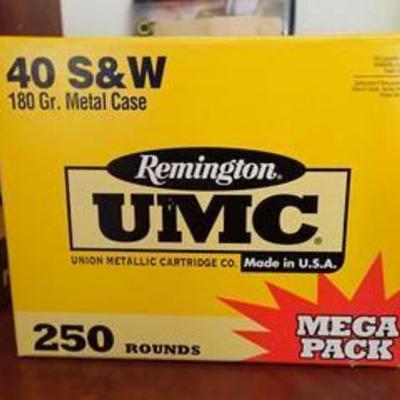 40 S&W
180 Gr. Metal Case
Remington®
UMC®
UNION METALLIC CARTRIDGE CO. Made in U.S.A.
250 ROUNDS
MEGA
PACK